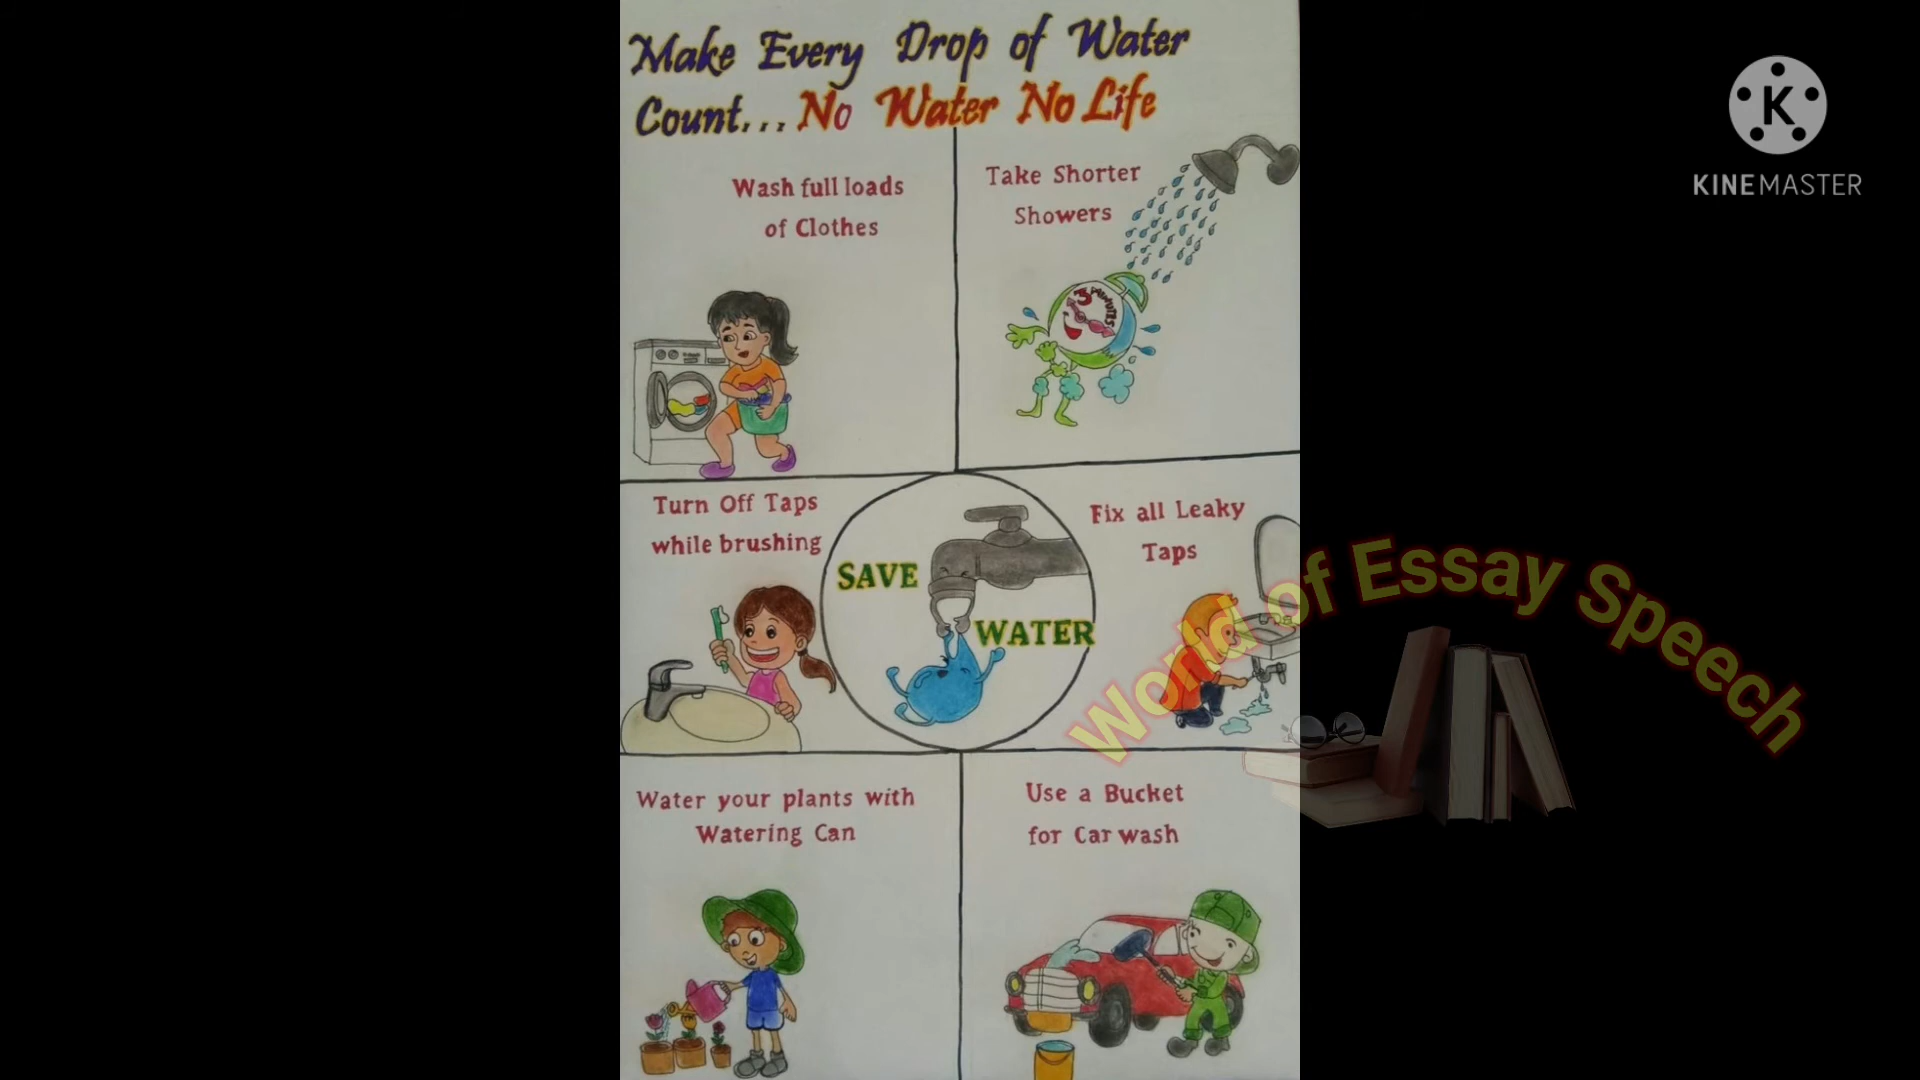 Make Every Drop of Water
Count... No Water No Life
Wash full loads
of Clothes
Take Shorter
Showers
3 MINUTES
Turn Off Taps
while brushing
SAVE
WATER
Fix all Leaky
Taps
Water your plants with
Watering Can
Use a Bucket
for Car wash
World of Essay Speech
K
KINEMASTER